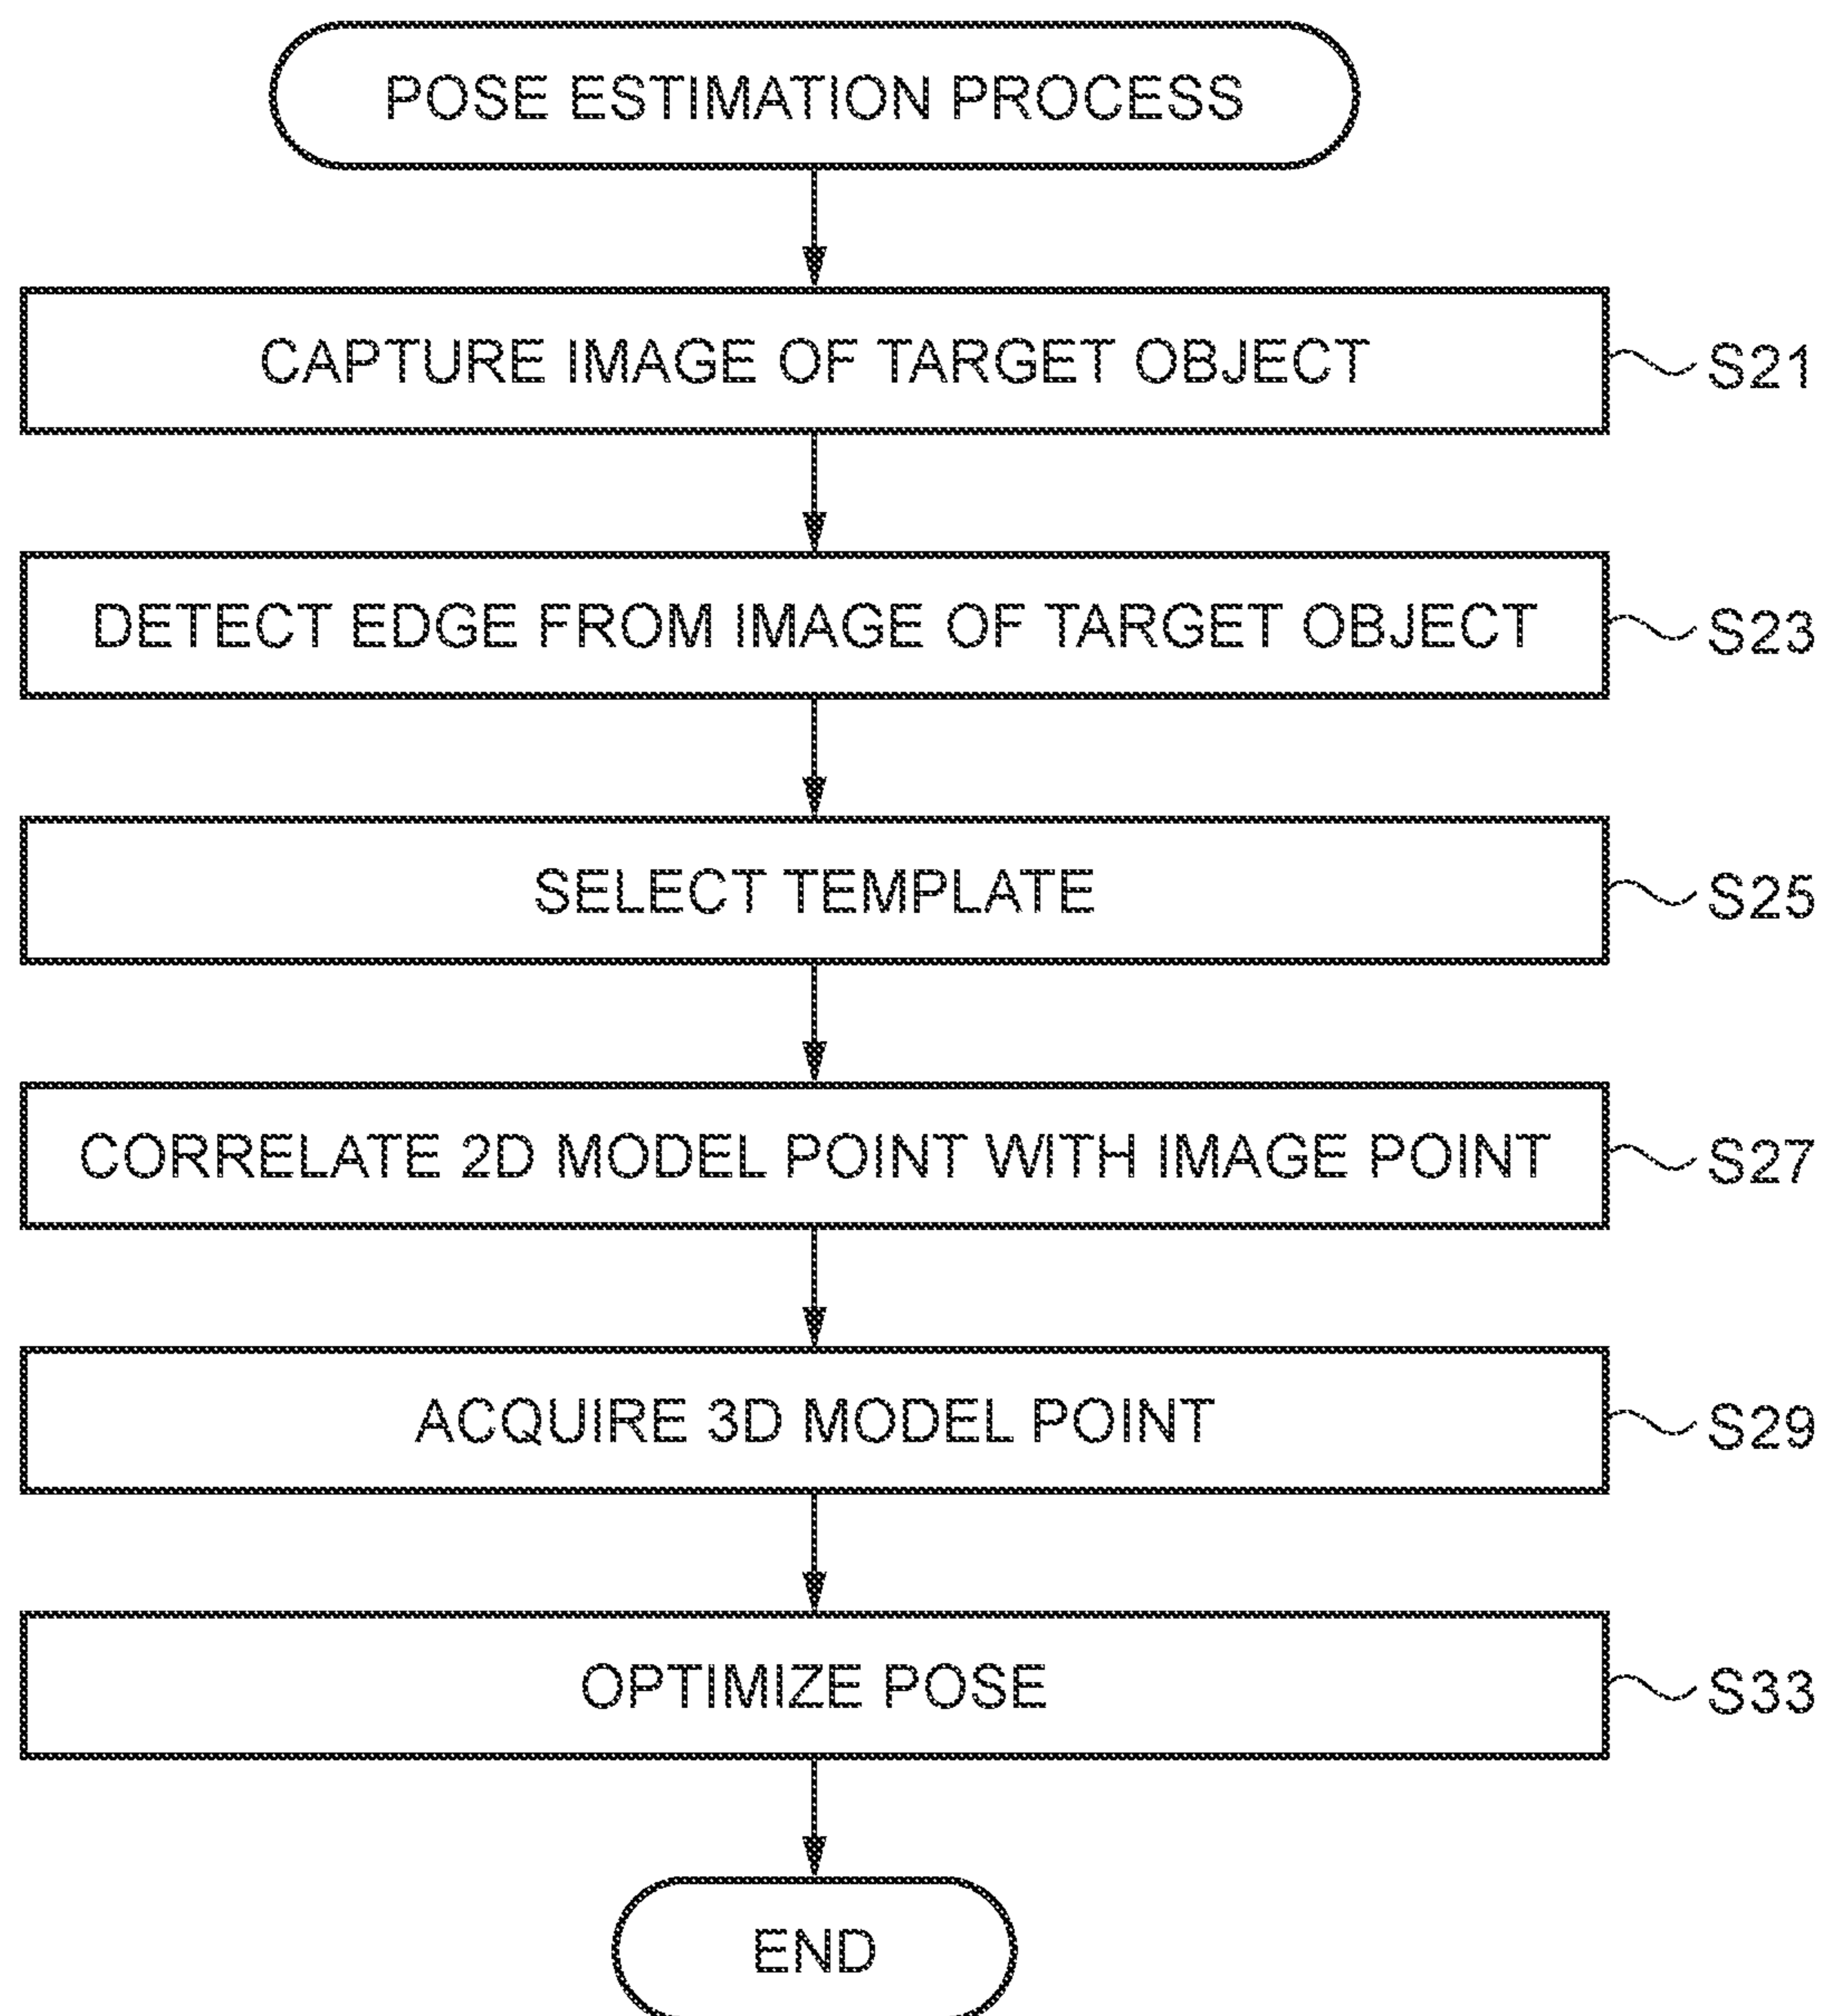 POSE ESTIMATION PROCESS
CAPTURE IMAGE OF TARGET OBJECT
S21
DETECT EDGE FROM IMAGE OF TARGET OBJECT
S23
SELECT TEMPLATE
S25
CORRELATE 2D MODEL POINT WITH IMAGE POINT
S27
ACQUIRE 3D MODEL POINT
S29
OPTIMIZE POSE
S33
END